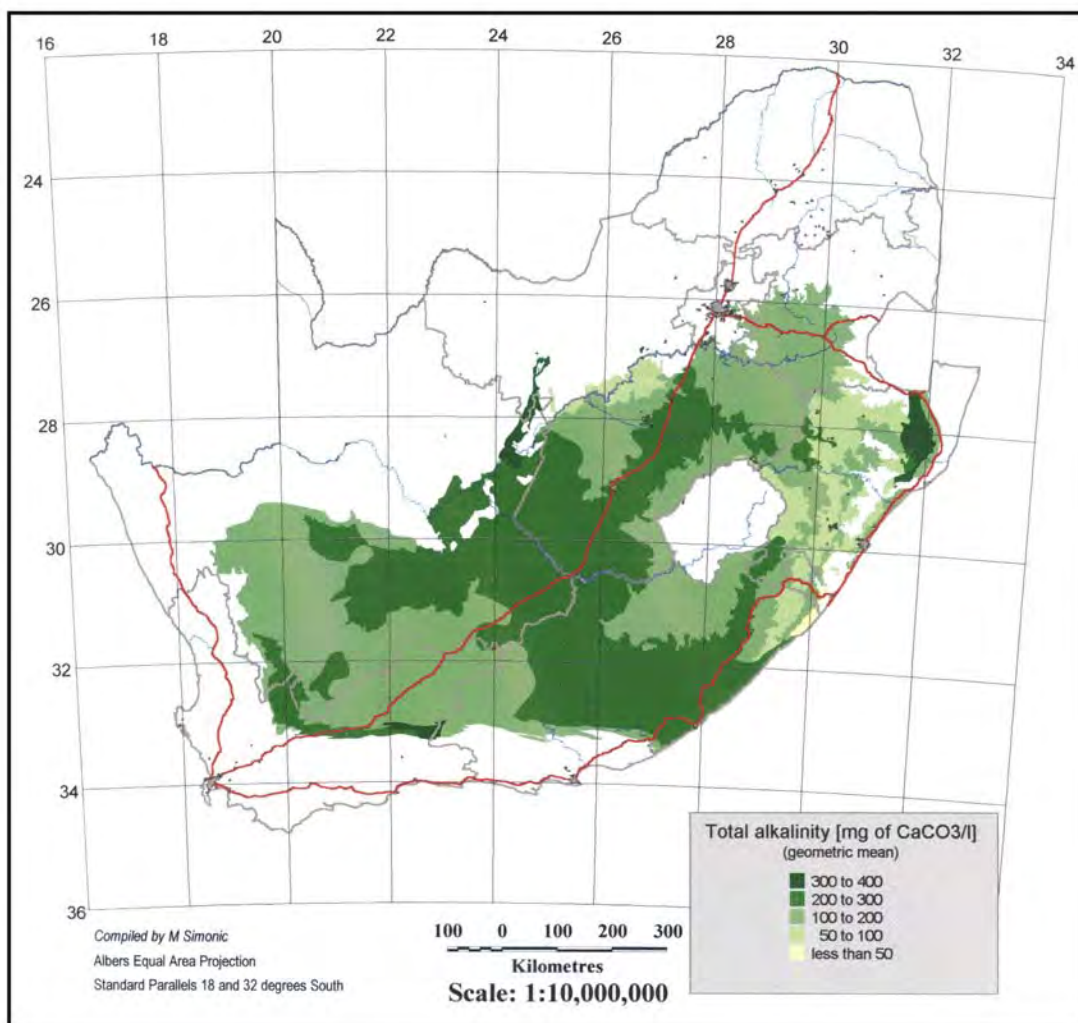 16 18 20 22 24 26 28 30 32 34
24
26
28
30
32
34
36
Total alkalinity [mg of CaCO3/l]
(geometric mean)
300 to 400
200 to 300
100 to 200
50 to 100
less than 50
Compiled by M Simonic
Albers Equal Area Projection
Standard Parallels 18 and 32 degrees South
100 0 100 200 300
Kilometres
Scale: 1:10,000,000